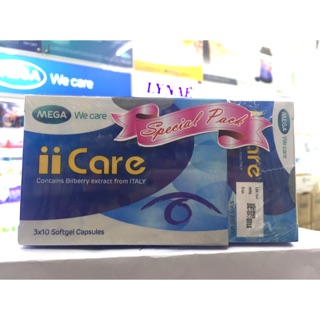 We care
LYNAE
MEGA We care
Special Pack
ii Care
Contains Bilberry extract from ITALY
3x10 Softgel Capsules
MEGA
We care
Care